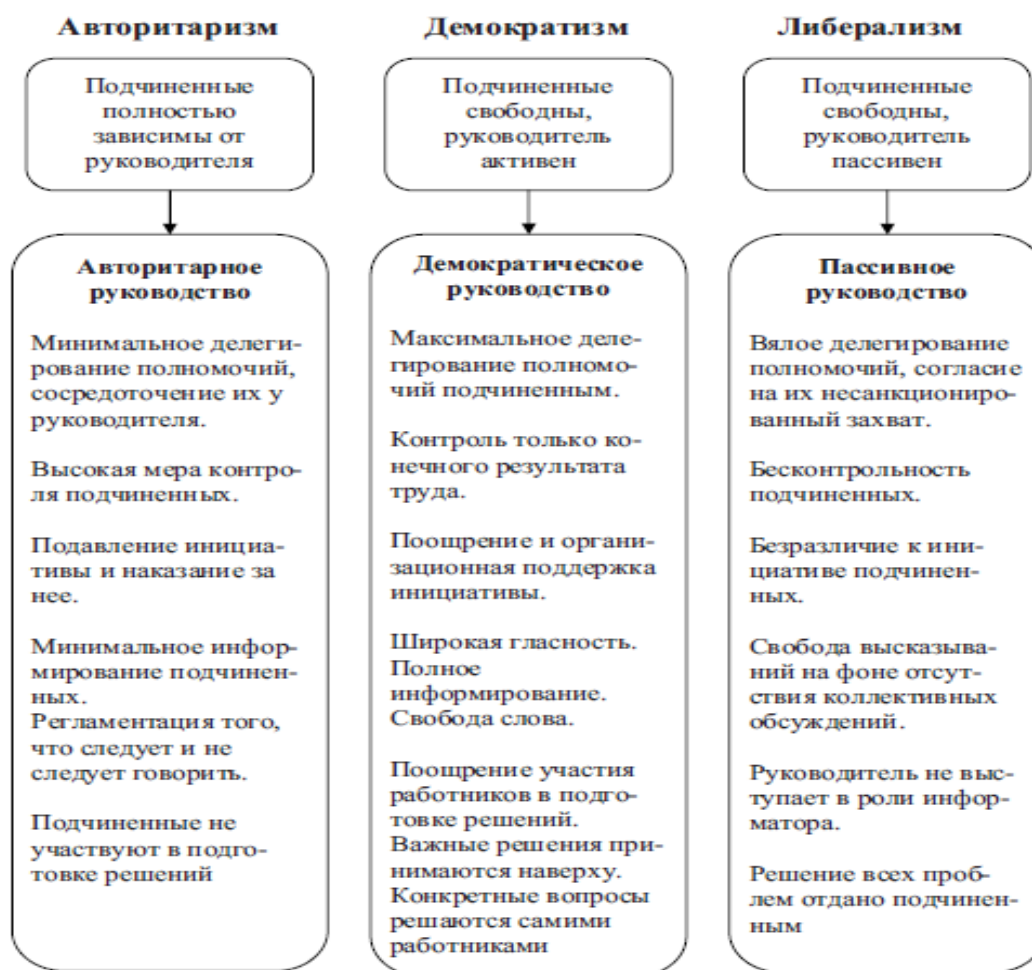 Авторитаризм
Подчиненные
полностью
зависимы от
руководителя
Авторитарное
руководство
Минимальное делеги-
рование полномочий,
сосредоточение их у
руководителя.
Высокая мера контро-
ля подчиненных.
Подавление инициа-
тивы и наказание за
нее.
Минимальное инфор-
мирование подчинен-
ных.
Регламентация того,
что следует и не
следует говорить.
Подчиненные не
участвуют в подго-
товке решений
Демократизм
Подчиненные
свободны,
руководитель
активен
Демократическое
руководство
Максимальное деле-
гирование полномо-
чий подчиненным.
Контроль только ко-
нечного результата
труда.
Поощрение и органи-
зационная поддержка
инициативы.
Широкая гласность.
Полное
информирование.
Свобода слова.
Поощрение участия
работников в подго-
товке решений.
Важные решения при-
нимаются наверху.
Конкретные вопросы
решаются самими
работниками
Либерализм
Подчиненные
свободны,
руководитель
пассивен
Пассивное
руководство
Вялое делегирование
полномочий, согласие
на их несанкциониро-
ванный захват.
Бесконтрольность
подчиненных.
Безразличие к ини-
циативе подчинен-
ных.
Свобода высказыва-
ний на фоне отсут-
ствия коллективных
обсуждений.
Руководитель не выс-
тупает в роли инфор-
матора.
Решение всех проб-
лем отдано подчинен-
ным